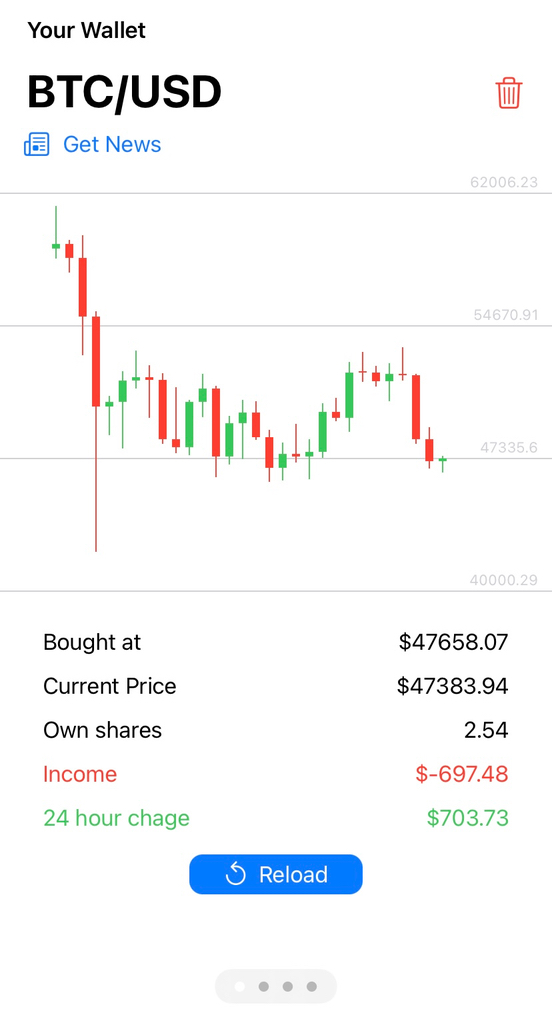 Your Wallet
BTC/USD
Get News
62006.23
54670.91
47335.6
40000.29
Bought at $47658.07
Current Price $47383.94
Own shares 2.54
Income $-697.48
24 hour chage $703.73
Reload